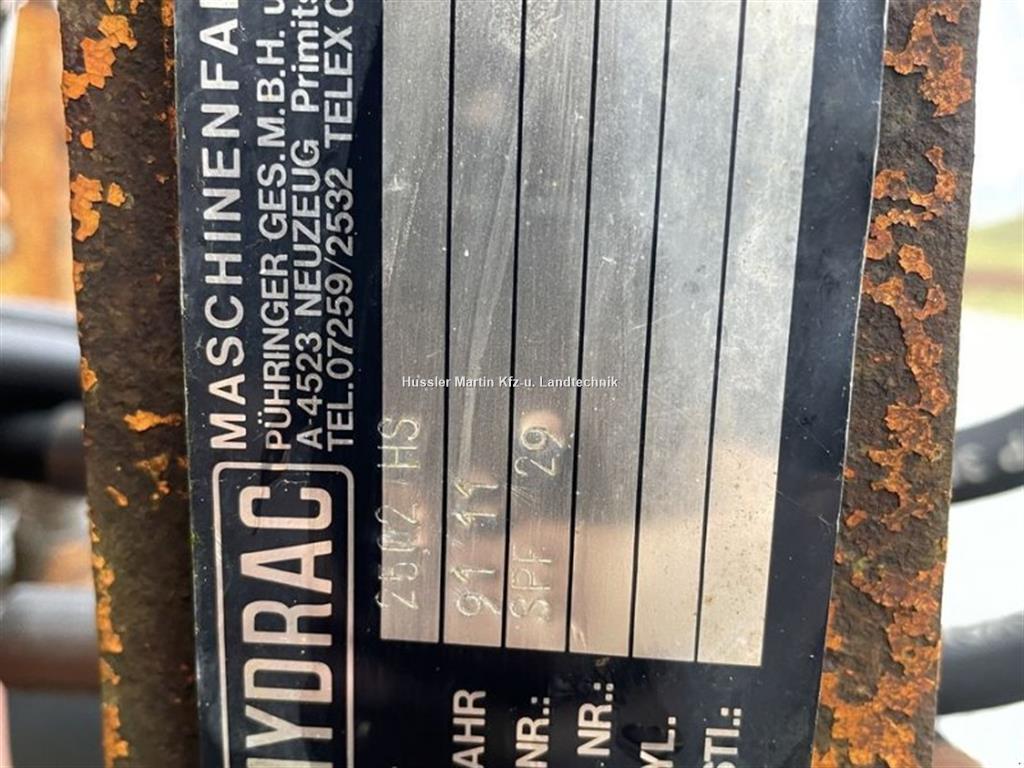 MASCHINENFA
PÜHRINGER GES.M.B.H. u
A-4523 NEUZEUG Primits
TEL.07259/2532 TELEX C
HYDRAC
2502 HS
AHR 91 11
NR.: SPF 29
NR.:
YL.
STI.:
Hussler Martin Kfz-u. Landtechnik